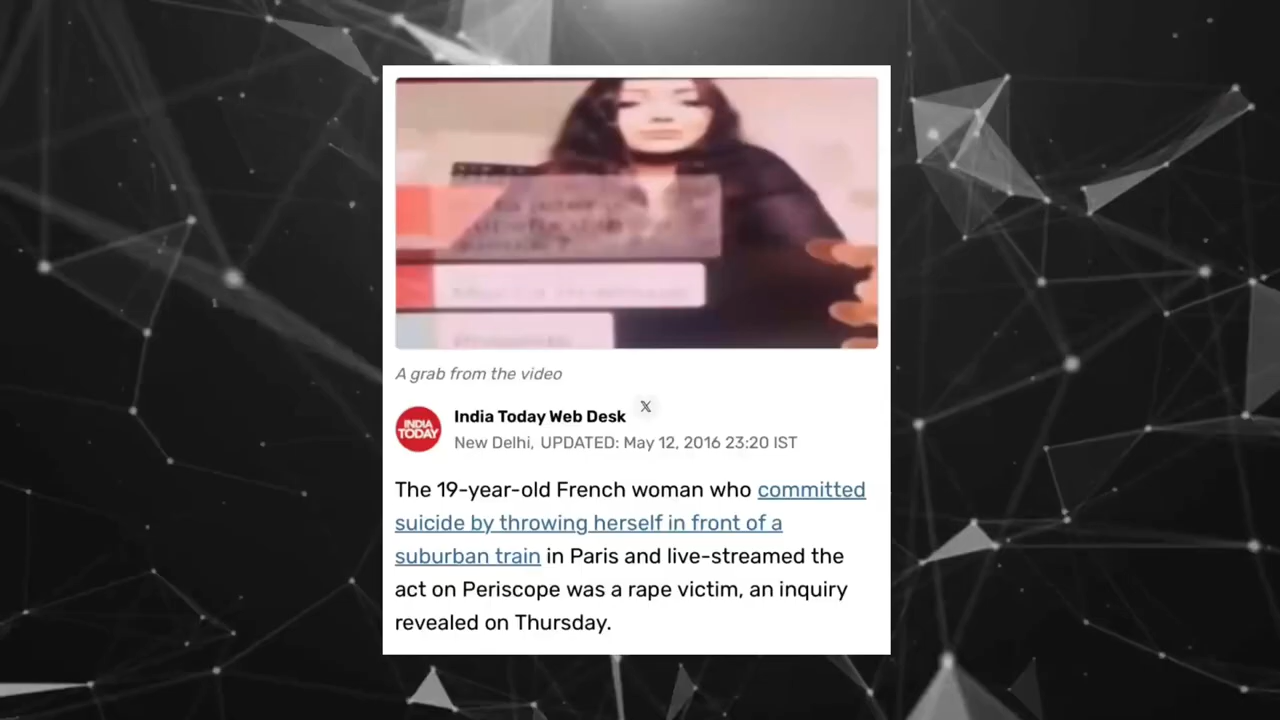 A grab from the video
INDIA
TODAY
India Today Web Desk
New Delhi, UPDATED: May 12, 2016 23:20 IST
The 19-year-old French woman who committed
suicide by throwing herself in front of a
suburban train in Paris and live-streamed the
act on Periscope was a rape victim, an inquiry
revealed on Thursday.